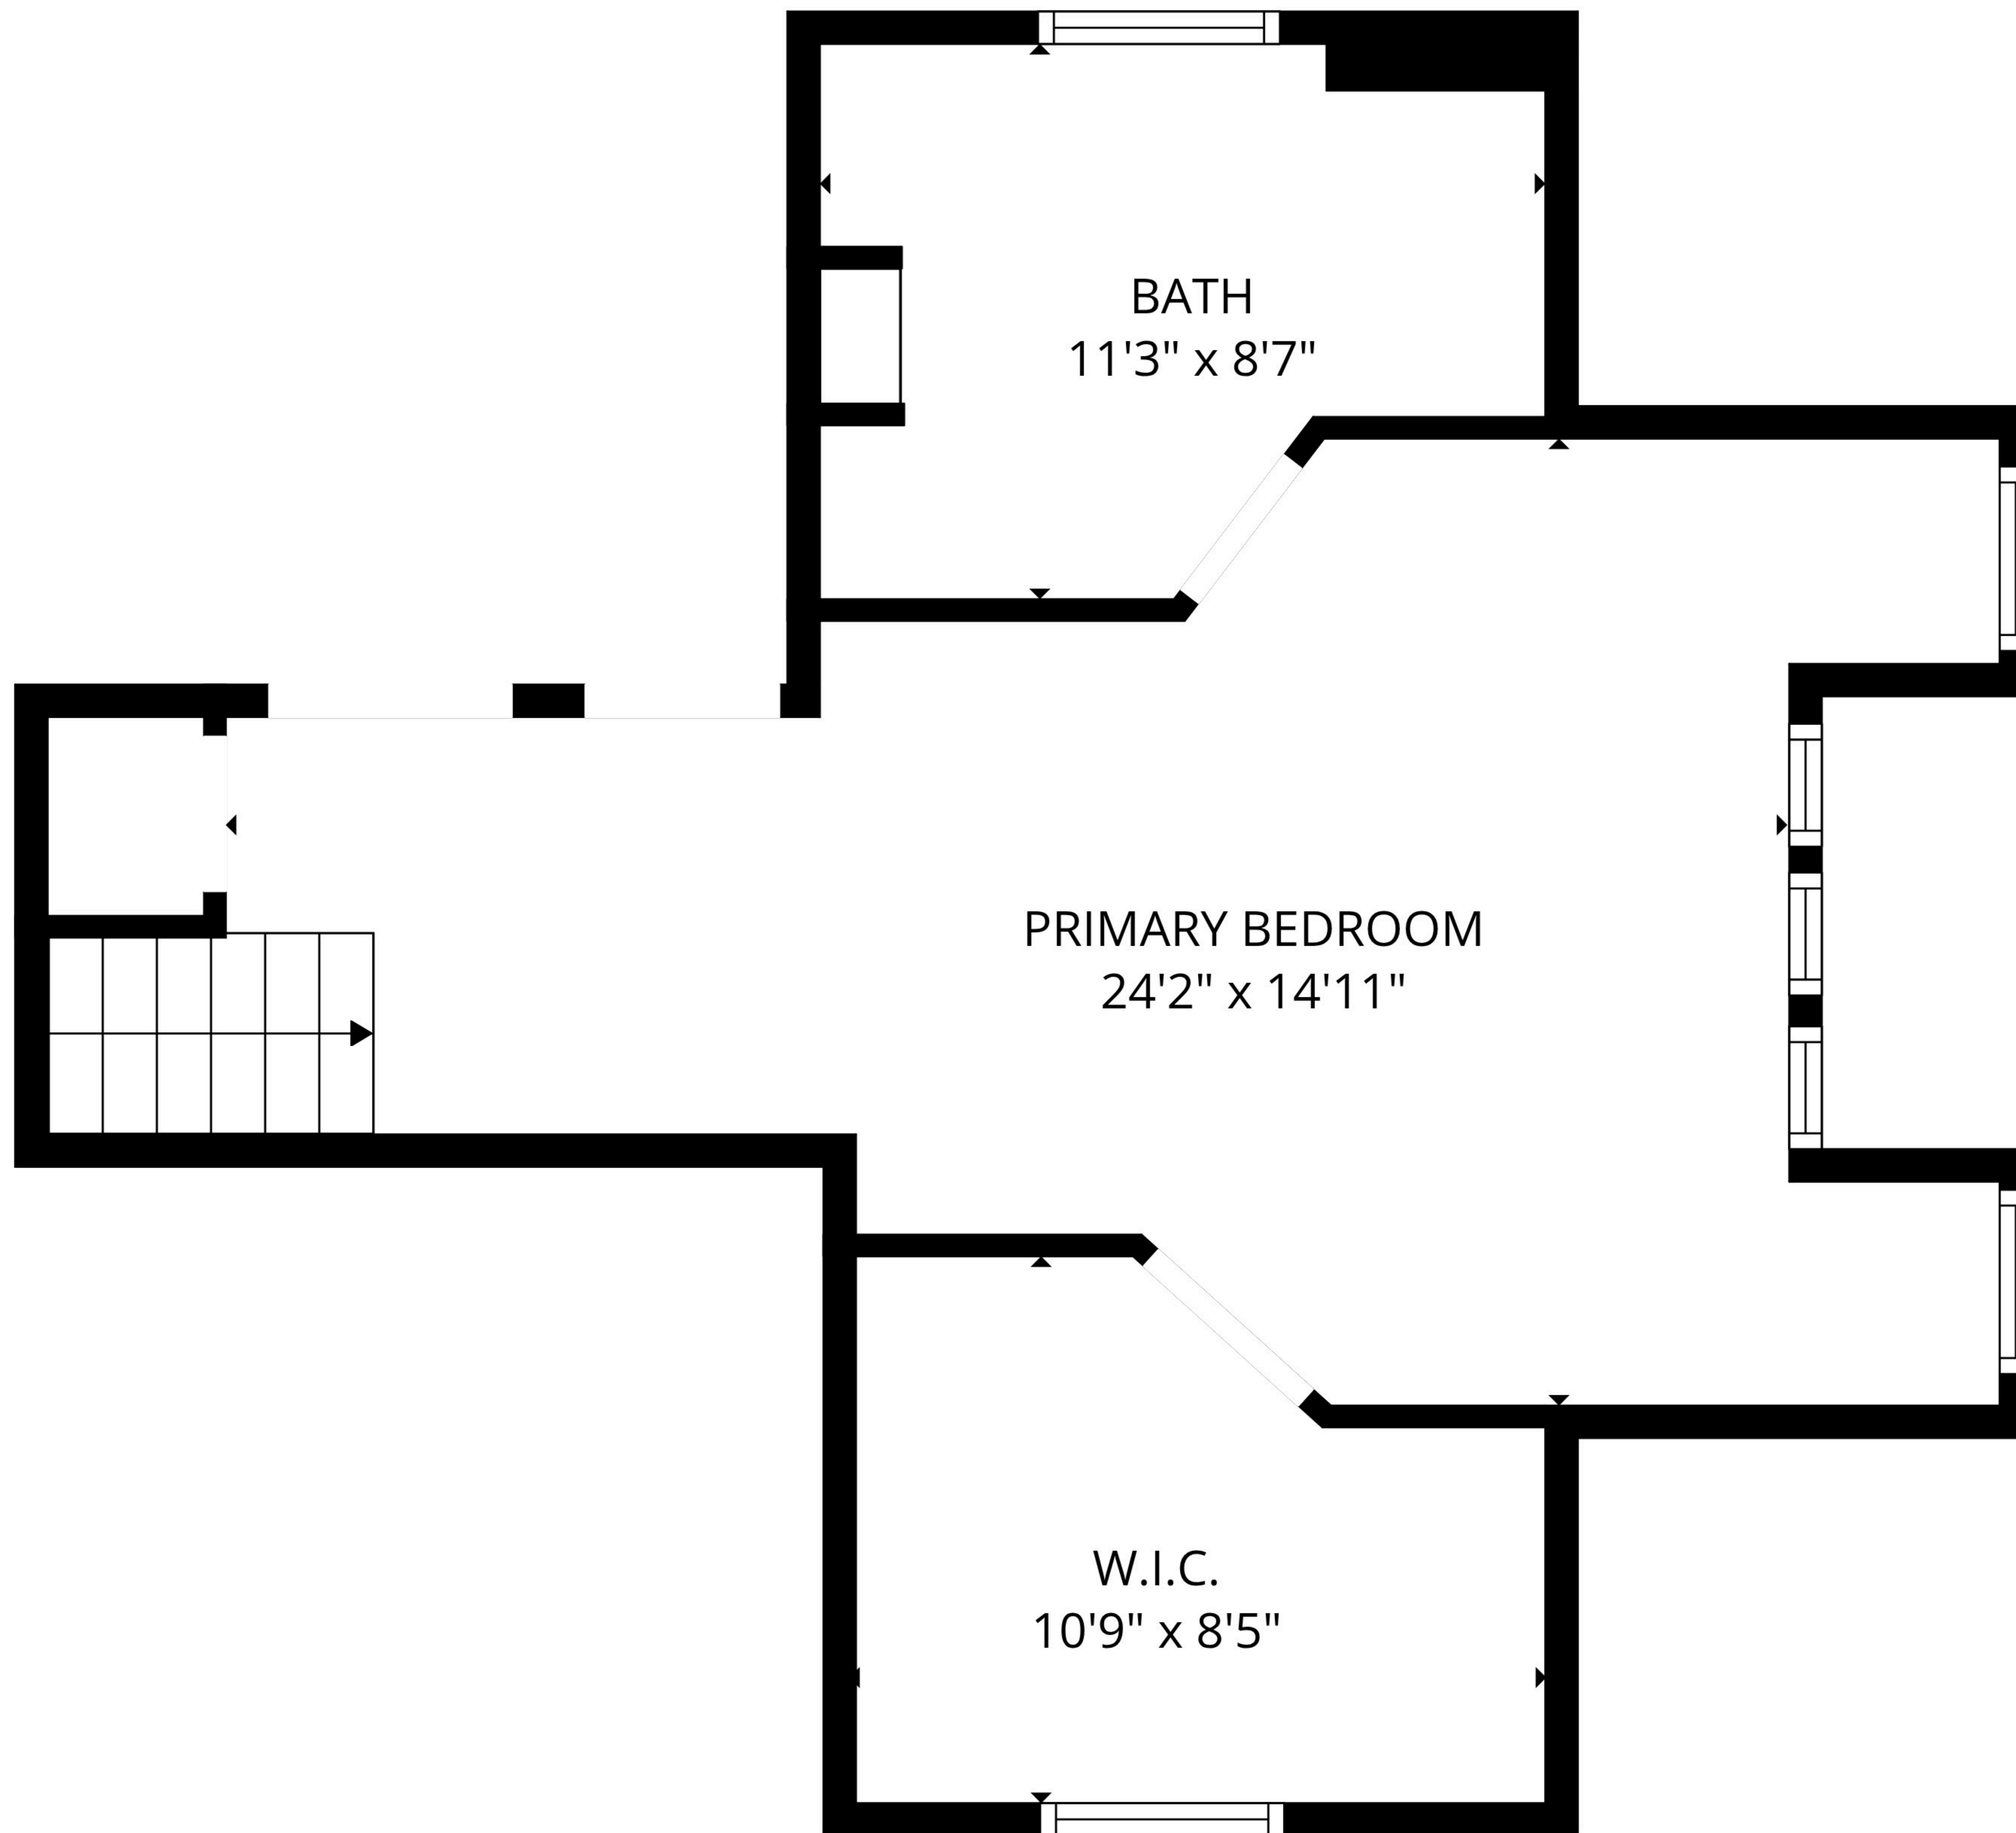 BATH
11'3" x 8'7"
PRIMARY BEDROOM
24'2" x 14'11"
W.I.C.
10'9" x 8'5"